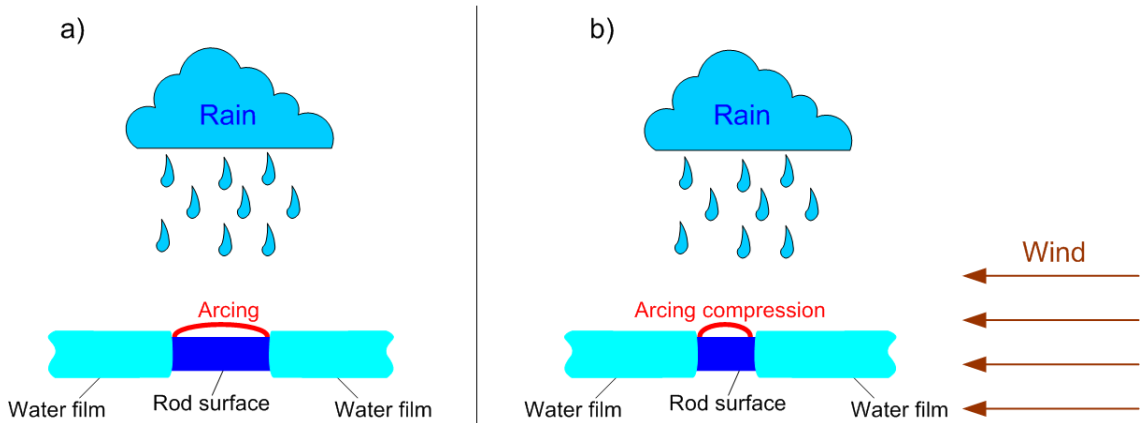 a)
Rain
Arcing
Water film
Rod surface
Water film
b)
Rain
Wind
Arcing compression
Water film
Rod surface
Water film